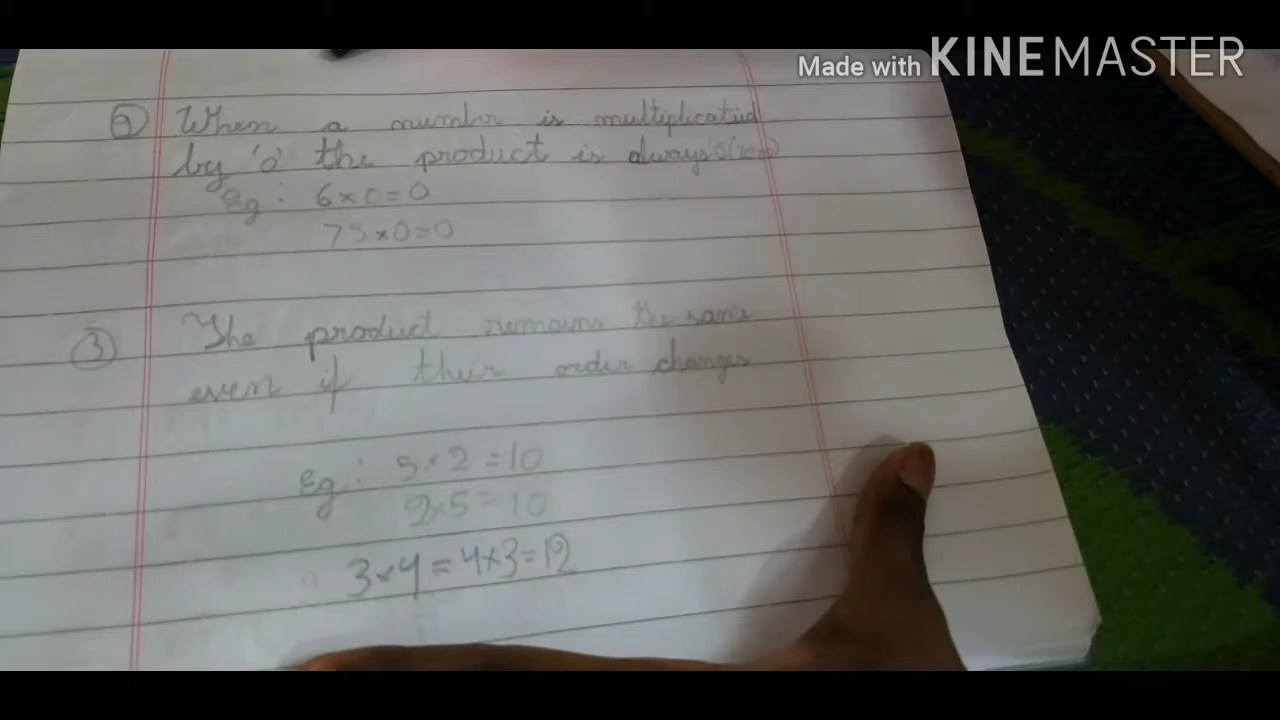 Made with KINEMASTER
② When a number is multiplicatied
by 'o' the product is always '0' (zero)
Eg : 6×0=0
75×0=0
③ The product remains the same
even if their order changes
Eg : 5×2=10
2×5=10
3×4=4×3=12